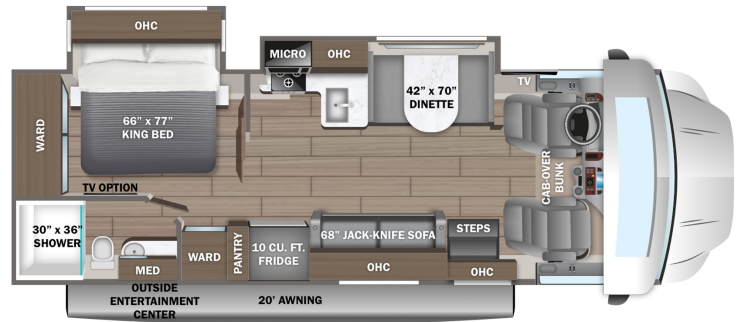 OHC
MICRO
OHC
TV
42" x 70"
DINETTE
66" x 77"
KING BED
WARD
CAB-OVER
BUNK
TV OPTION
30" x 36"
SHOWER
MED
WARD
PANTRY
10 CU. FT.
FRIDGE
68" JACK-KNIFE SOFA
STEPS
OHC
OHC
OUTSIDE
ENTERTAINMENT
CENTER
20' AWNING